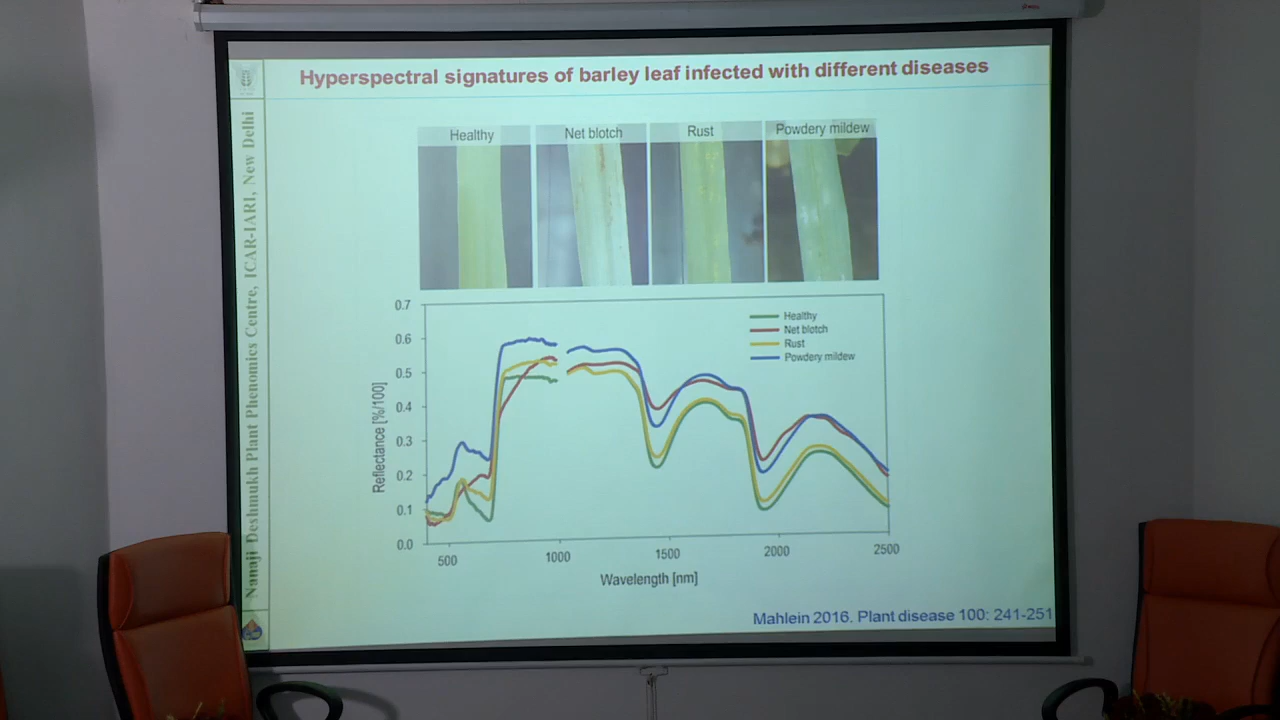 Hyperspectral signatures of barley leaf infected with different diseases
Nanaji Deshmukh Plant Phenomics Centre, ICAR-IARI, New Delhi
Healthy
Net blotch
Rust
Powdery mildew
0.7
0.6
0.5
0.4
0.3
0.2
0.1
0.0
Reflectance [%/100]
Healthy
Net blotch
Rust
Powdery mildew
500
1000
1500
2000
2500
Wavelength [nm]
Mahlein 2016. Plant disease 100: 241-251